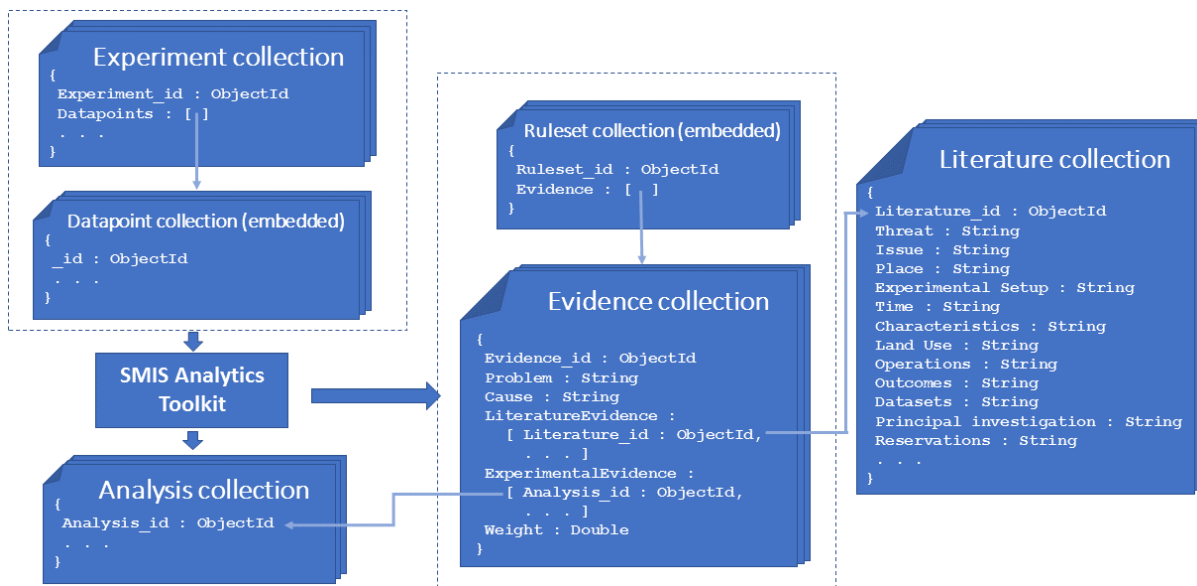 Experiment collection
{
Experiment_id : ObjectId
Datapoints : [ ]
. . .
}
Datapoint collection (embedded)
{
_id : ObjectId
. . .
}
SMIS Analytics
Toolkit
Analysis collection
{
Analysis_id : ObjectId
. . .
}
Ruleset collection (embedded)
{
Ruleset_id : ObjectId
Evidence : [ ]
}
Evidence collection
{
Evidence_id : ObjectId
Problem : String
Cause : String
LiteratureEvidence :
[ Literature_id : ObjectId,
. . . ]
ExperimentalEvidence :
[ Analysis_id : ObjectId,
. . . ]
Weight : Double
}
Literature collection
{
Literature_id : ObjectId
Threat : String
Issue : String
Place : String
Experimental Setup : String
Time : String
Characteristics : String
Land Use : String
Operations : String
Outcomes : String
Datasets : String
Principal investigation : String
Reservations : String
. . .
}